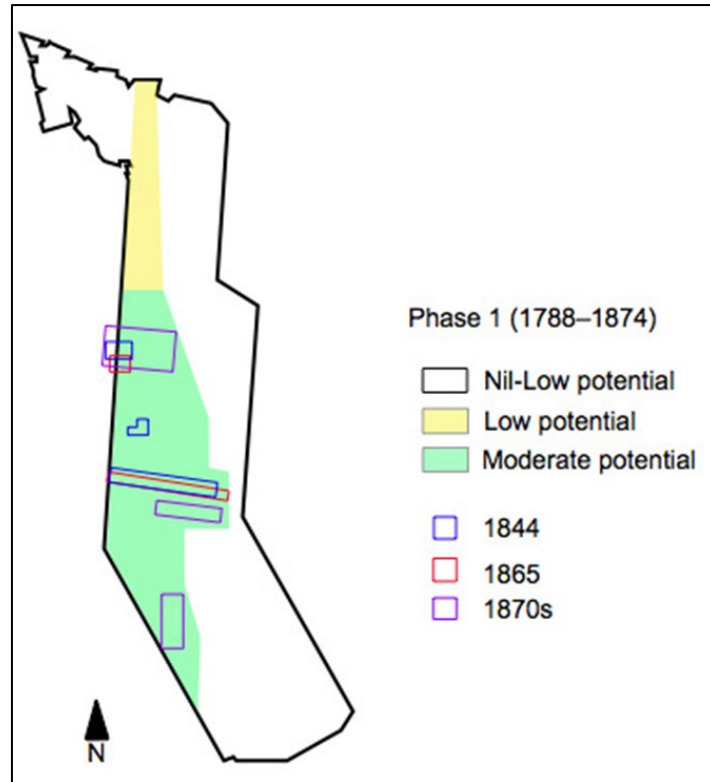 Phase 1 (1788–1874)
Nil-Low potential
Low potential
Moderate potential
1844
1865
1870s
N